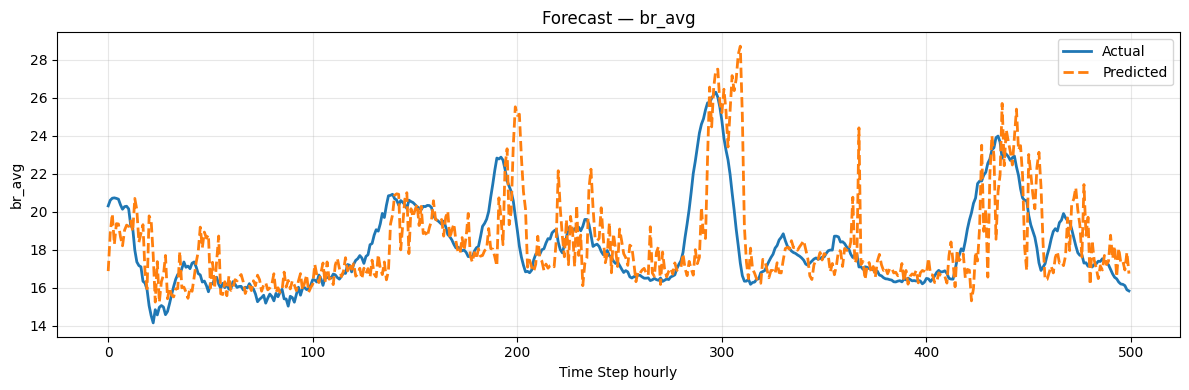 Forecast — br_avg
Actual
Predicted
br_avg
28
26
24
22
20
18
16
14
0
100
200
300
400
500
Time Step hourly